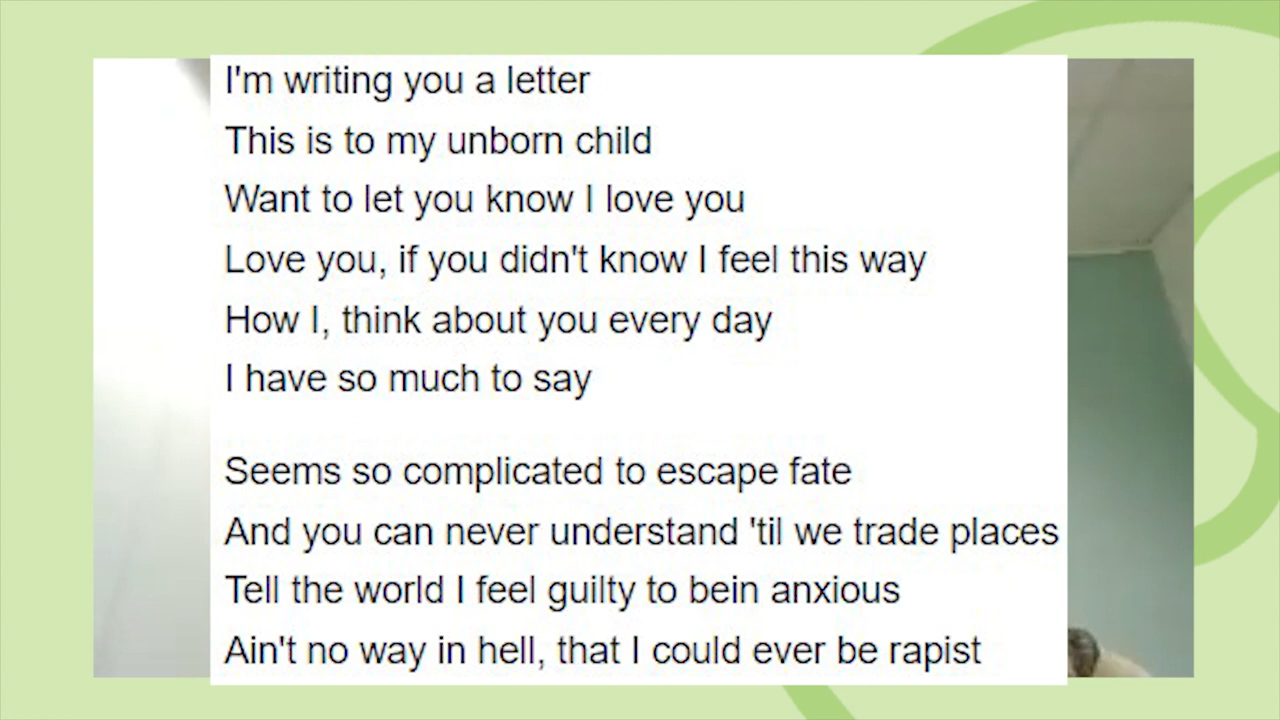 I'm writing you a letter
This is to my unborn child
Want to let you know I love you
Love you, if you didn't know I feel this way
How I, think about you every day
I have so much to say
Seems so complicated to escape fate
And you can never understand 'til we trade places
Tell the world I feel guilty to bein anxious
Ain't no way in hell, that I could ever be rapist